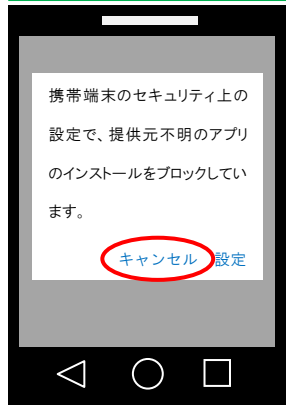 携帯端末のセキュリティ上の
設定で、提供元不明のアプリ
のインストールをブロックしてい
ます。
キャンセル 設定